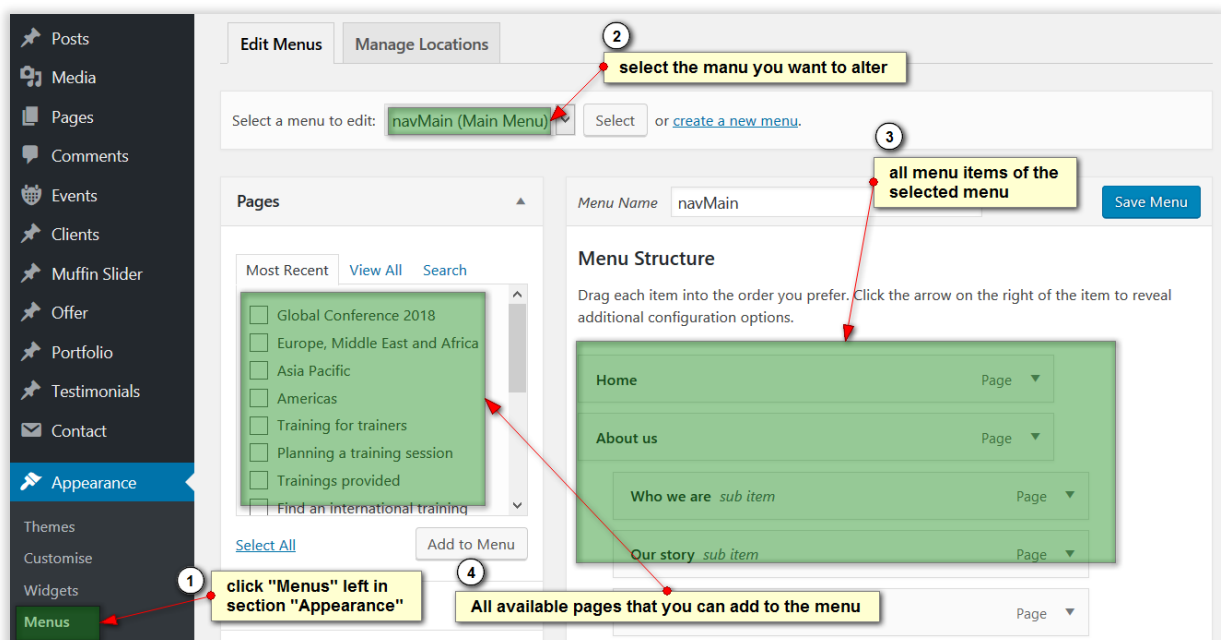 Posts
Media
Pages
Comments
Events
Clients
Muffin Slider
Offer
Portfolio
Testimonials
Contact
Appearance
Themes
Customise
Widgets
Menus
1
click "Menus" left in
section "Appearance"
Edit Menus
Manage Locations
2
select the manu you want to alter
Select a menu to edit:
navMain (Main Menu)
Select
or create a new menu.
Pages
Most Recent
View All
Search
Global Conference 2018
Europe, Middle East and Africa
Asia Pacific
Americas
Training for trainers
Planning a training session
Trainings provided
Find an international training
Select All
Add to Menu
4
All available pages that you can add to the menu
3
all menu items of the
selected menu
Menu Name
navMain
Save Menu
Menu Structure
Drag each item into the order you prefer. Click the arrow on the right of the item to reveal
additional configuration options.
Home Page
About us Page
Who we are sub item Page
Our story sub item Page
Page